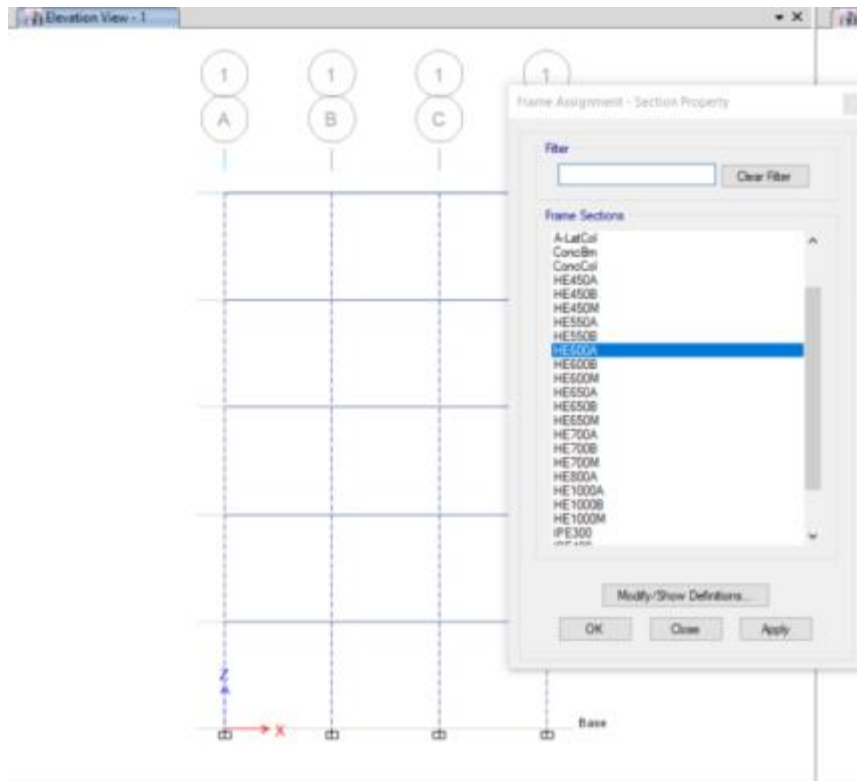 Elevation View - 1
1 1 1 1
A B C
Frame Assignment - Section Property
Filter
Clear Filter
Frame Sections
A-LatCol
ConcBm
ConcCol
HE450A
HE450B
HE450M
HE550A
HE550B
HE600A
HE600B
HE600M
HE650A
HE650B
HE650M
HE700A
HE700B
HE700M
HE800A
HE1000A
HE1000B
HE1000M
IPE300
Modify/Show Definitions...
OK Close Apply
Z
X
Base